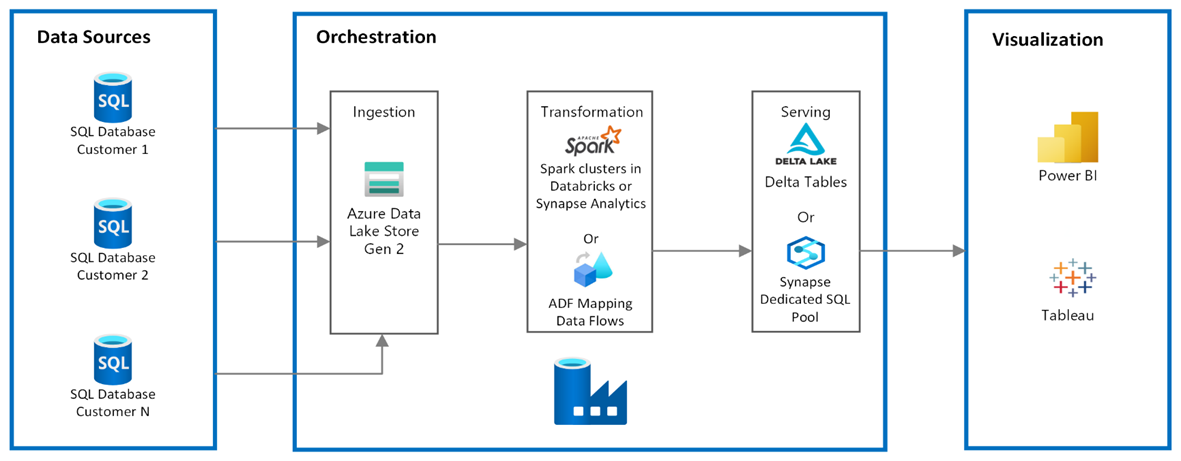 Data Sources
SQL
SQL Database
Customer 1
SQL
SQL Database
Customer 2
SQL
SQL Database
Customer N
Orchestration
Ingestion
Azure Data
Lake Store
Gen 2
Transformation
APACHE
Spark
Spark clusters in
Databricks or
Synapse Analytics
Or
ADF Mapping
Data Flows
Serving
DELTA LAKE
Delta Tables
Or
Synapse
Dedicated SQL
Pool
Visualization
Power BI
Tableau